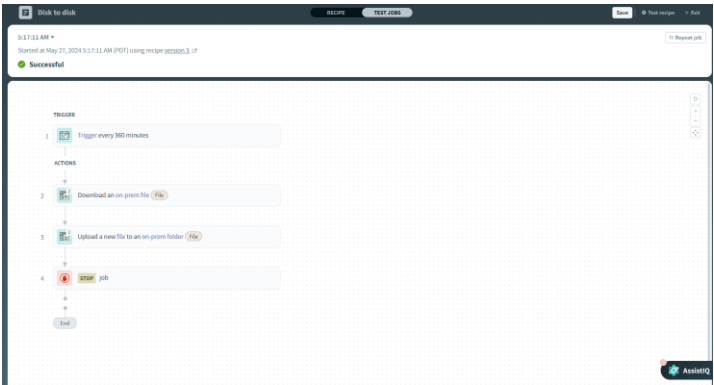 Disk to disk
RECIPE
TEST JOBS
Save
Test recipe
Exit
5:17:11 AM
Repeat job
Started at May 27, 2024 5:17:11 AM (PDT) using recipe version 3
Successful
TRIGGER
1 Trigger every 360 minutes
ACTIONS
2 Download an on-prem file File
3 Upload a new file to an on-prem folder File
4 STOP job
End
AssistIQ